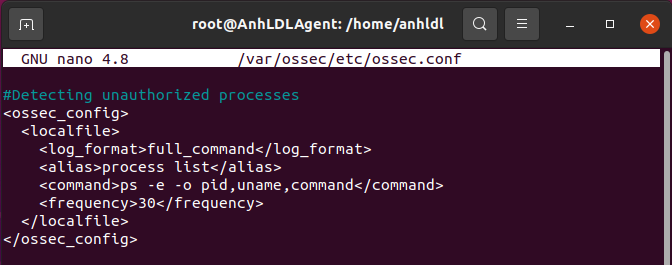 root@AnhLDLAgent: /home/anhldl
GNU nano 4.8 /var/ossec/etc/ossec.conf
#Detecting unauthorized processes
<ossec_config>
  <localfile>
    <log_format>full_command</log_format>
    <alias>process list</alias>
    <command>ps -e -o pid,uname,command</command>
    <frequency>30</frequency>
  </localfile>
</ossec_config>